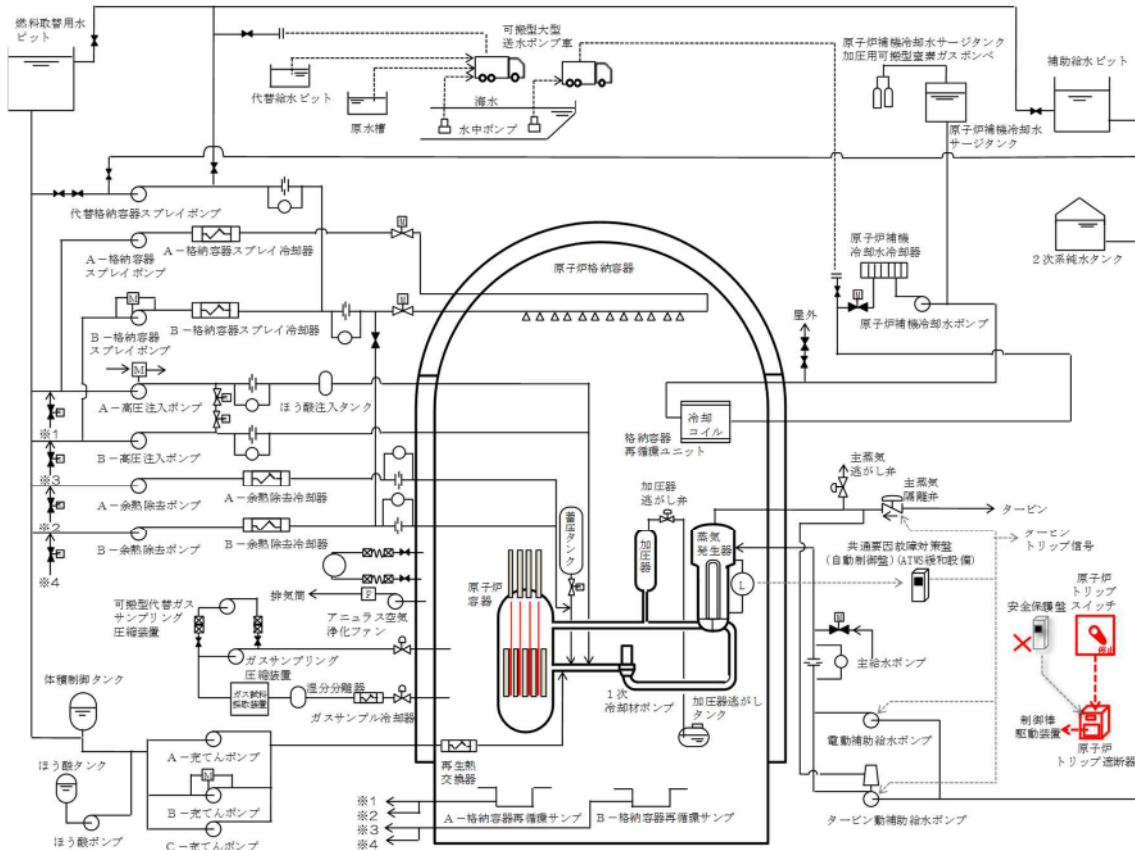 燃料取替用水
ピット
可搬型大型
送水ポンプ車
代替給水ピット
原水槽
海水
水中ポンプ
原子炉補機冷却水サージタンク
加圧用可搬型窒素ガスボンベ
原子炉補機冷却水
サージタンク
補助給水ピット
2次系純水タンク
代替格納容器スプレイポンプ
A-格納容器スプレイ冷却器
A-格納容器
スプレイポンプ
M
M
M
B-格納容器スプレイ冷却器
B-格納容器
スプレイポンプ
M
A-高圧注入ポンプ
ほう酸注入タンク
※1
B-高圧注入ポンプ
※3
A-余熱除去ポンプ
A-余熱除去冷却器
※2
B-余熱除去ポンプ
B-余熱除去冷却器
※4
原子炉格納容器
原子炉補機
冷却水冷却器
M
原子炉補機冷却水ポンプ
屋外
冷却
コイル
格納容器
再循環ユニット
主蒸気
逃がし弁
主蒸気
隔離弁
タービン
タービン
トリップ信号
共通要因故障対策盤
(自動制御盤)(ATWS緩和設備)
加圧器
逃がし弁
蓄圧タンク
加圧器
蒸気
発生器
L
原子炉
容器
1次
冷却材ポンプ
加圧器逃がし
タンク
排気筒
F
アニュラス空気
浄化ファン
可搬型代替ガス
サンプリング
圧縮装置
ガスサンプリング
圧縮装置
ガス試料
採取装置
湿分分離器
ガスサンプル冷却器
体積制御タンク
ほう酸タンク
ほう酸ポンプ
A-充てんポンプ
M
B-充てんポンプ
C-充てんポンプ
再生熱
交換器
※1
※2
※3
※4
A-格納容器再循環サンプ
B-格納容器再循環サンプ
M
主給水ポンプ
電動補助給水ポンプ
タービン動補助給水ポンプ
安全保護盤
原子炉
トリップ
スイッチ
停止
制御棒
駆動装置
原子炉
トリップ遮断器